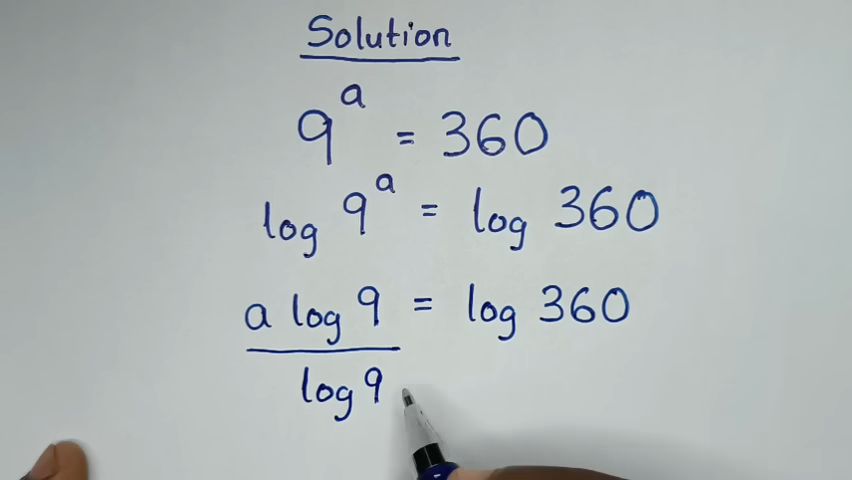 Solution
9^a = 360
log 9^a = log 360
a log 9 = log 360
log 9